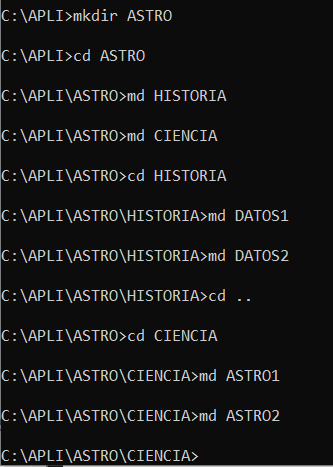 C:\APLI>mkdir ASTRO
C:\APLI>cd ASTRO
C:\APLI\ASTRO>md HISTORIA
C:\APLI\ASTRO>md CIENCIA
C:\APLI\ASTRO>cd HISTORIA
C:\APLI\ASTRO\HISTORIA>md DATOS1
C:\APLI\ASTRO\HISTORIA>md DATOS2
C:\APLI\ASTRO\HISTORIA>cd ..
C:\APLI\ASTRO>cd CIENCIA
C:\APLI\ASTRO\CIENCIA>md ASTRO1
C:\APLI\ASTRO\CIENCIA>md ASTRO2
C:\APLI\ASTRO\CIENCIA>